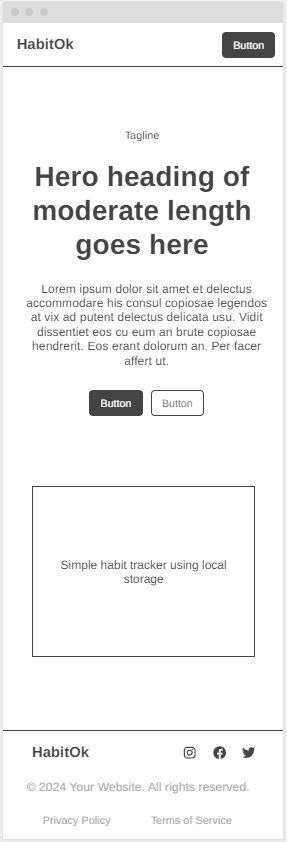 HabitOk
Button
Tagline
Hero heading of
moderate length
goes here
Lorem ipsum dolor sit amet et delectus
accommodare his consul copiosae legendos
at vix ad putent delectus delicata usu. Vidit
dissentiet eos cu eum an brute copiosae
hendrerit. Eos erant dolorum an. Per facer
affert ut.
Button
Button
Simple habit tracker using local
storage
HabitOk
© 2024 Your Website. All rights reserved.
Privacy Policy
Terms of Service